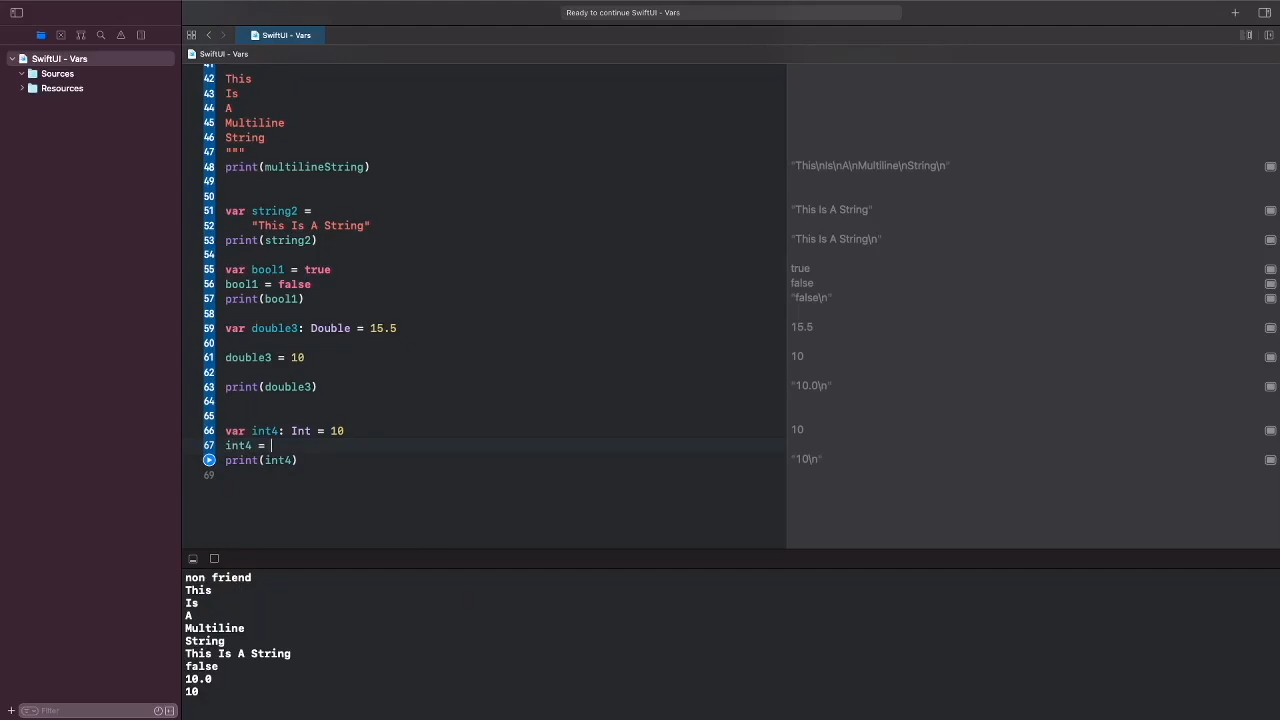 Ready to continue SwiftUI - Vars
SwiftUI - Vars
SwiftUI - Vars
Sources
SwiftUI - Vars
Resources
41
42 This
43 Is
44 A
45 Multiline
46 String
47 """
48 print(multilineString) "This\nIs\nA\nMultiline\nString\n"
49
50
51 var string2 = "This Is A String"
52 "This Is A String"
53 print(string2) "This Is A String\n"
54
55 var bool1 = true true
56 bool1 = false false
57 print(bool1) "false\n"
58
59 var double3: Double = 15.5 15.5
60
61 double3 = 10 10
62
63 print(double3) "10.0\n"
64
65
66 var int4: Int = 10 10
67 int4 =
print(int4) "10\n"
69
non friend
This
Is
A
Multiline
String
This Is A String
false
10.0
10
Filter